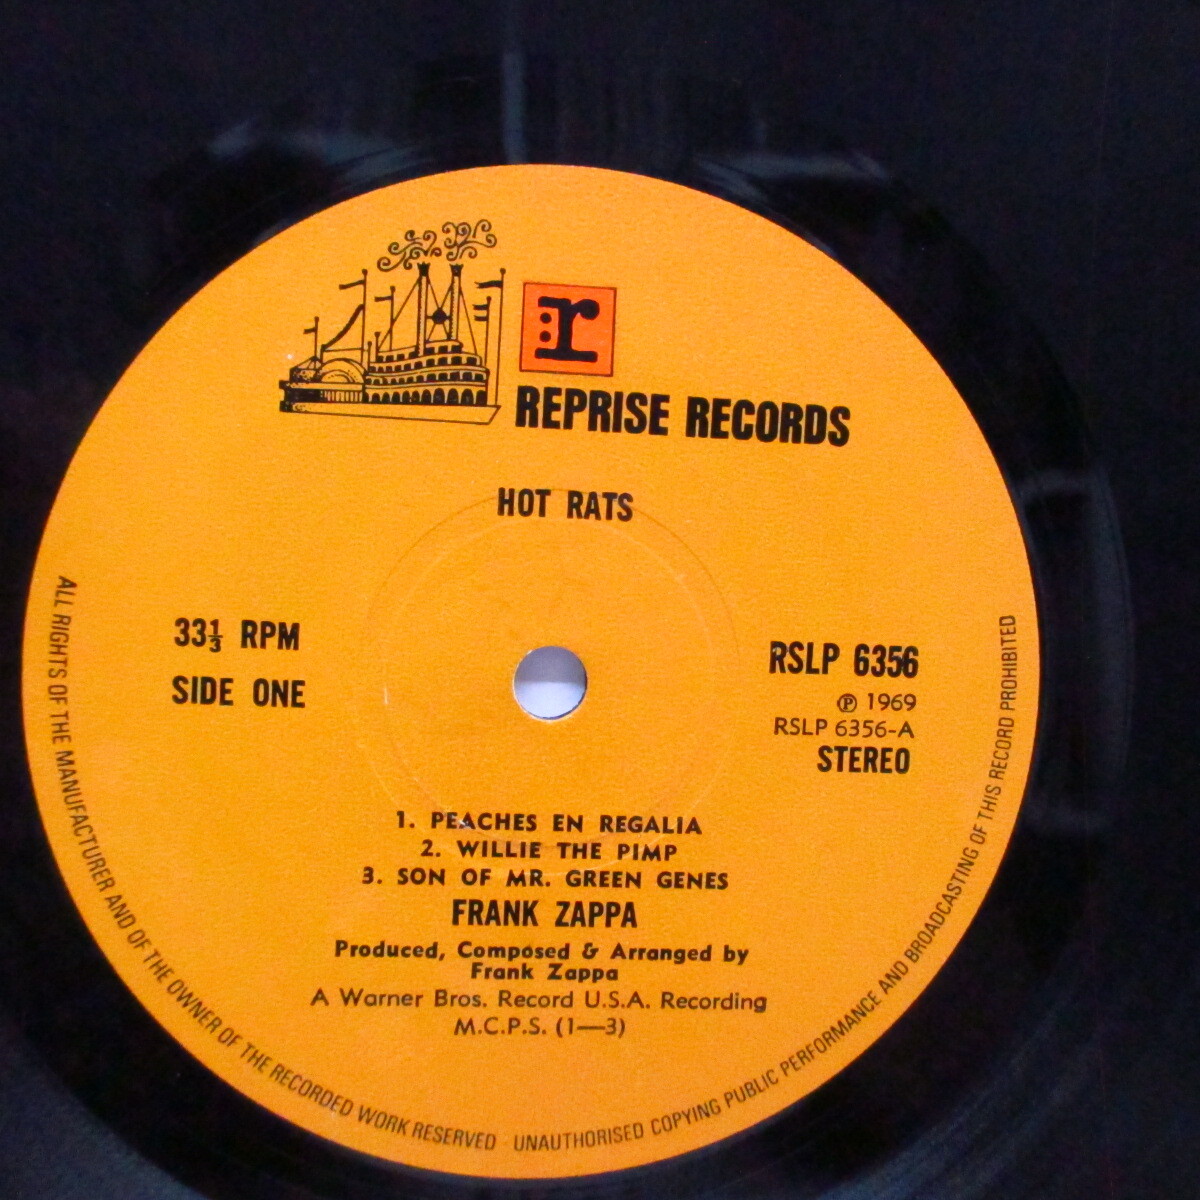 r
REPRISE RECORDS
HOT RATS
33⅓ RPM
SIDE ONE
RSLP 6356
℗ 1969
RSLP 6356-A
STEREO
1. PEACHES EN REGALIA
2. WILLIE THE PIMP
3. SON OF MR. GREEN GENES
FRANK ZAPPA
Produced, Composed & Arranged by
Frank Zappa
A Warner Bros. Record U.S.A. Recording
M.C.P.S. (1—3)
ALL RIGHTS OF THE MANUFACTURER AND OF THE OWNER OF THE RECORDED WORK RESERVED UNAUTHORISED COPYING PUBLIC PERFORMANCE AND BROADCASTING OF THIS RECORD PROHIBITED